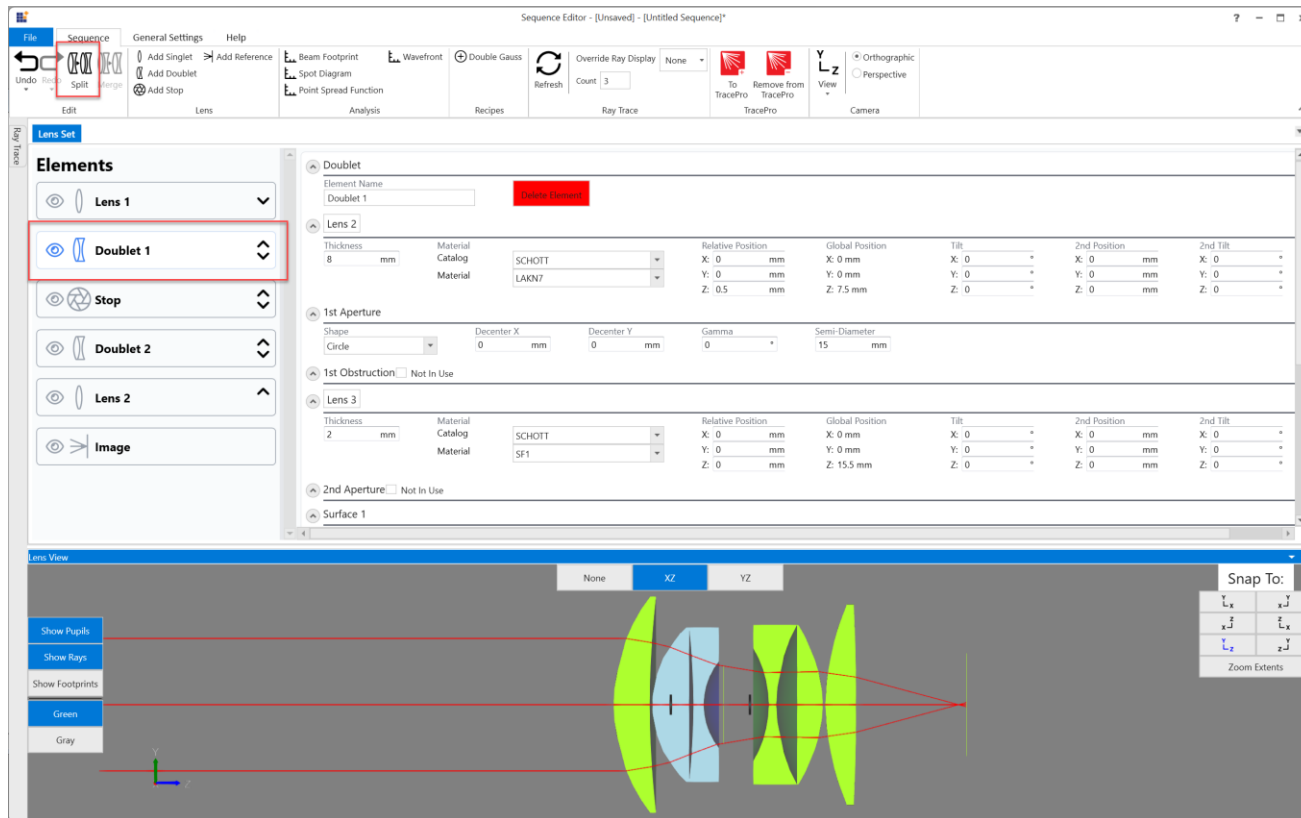 Sequence Editor - [Unsaved] - [Untitled Sequence]*
File Sequence General Settings Help
Undo Redo Split Merge
Add Singlet Add Reference
Add Doublet
Add Stop
Beam Footprint Wavefront
Spot Diagram
Point Spread Function
Double Gauss
Refresh
Override Ray Display None
Count 3
To TracePro
Remove from TracePro
Y
Z
View
Orthographic
Perspective
Edit Lens Analysis Recipes Ray Trace TracePro Camera
Ray Trace
Lens Set
Elements
Lens 1
Doublet 1
Stop
Doublet 2
Lens 2
Image
Doublet
Element Name
Doublet 1
Delete Element
Lens 2
Thickness Material Relative Position Global Position Tilt 2nd Position 2nd Tilt
8 mm Catalog SCHOTT X: 0 mm X: 0 mm X: 0 ° X: 0 mm X: 0 °
Material LAKN7 Y: 0 mm Y: 0 mm Y: 0 ° Y: 0 mm Y: 0 °
Z: 0.5 mm Z: 7.5 mm Z: 0 ° Z: 0 mm Z: 0 °
1st Aperture
Shape Decenter X Decenter Y Gamma Semi-Diameter
Circle 0 mm 0 mm 0 ° 15 mm
1st Obstruction Not In Use
Lens 3
Thickness Material Relative Position Global Position Tilt 2nd Position 2nd Tilt
2 mm Catalog SCHOTT X: 0 mm X: 0 mm X: 0 ° X: 0 mm X: 0 °
Material SF1 Y: 0 mm Y: 0 mm Y: 0 ° Y: 0 mm Y: 0 °
Z: 0 mm Z: 15.5 mm Z: 0 ° Z: 0 mm Z: 0 °
2nd Aperture Not In Use
Surface 1
Lens View
None XZ YZ
Snap To:
Y X Y X
Z X Z X
Y Z Y Z
Zoom Extents
Show Pupils
Show Rays
Show Footprints
Green
Gray
Y
Z